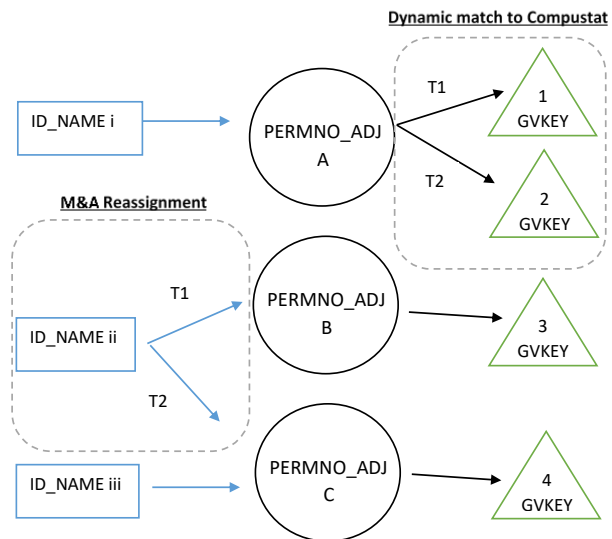 Dynamic match to Compustat
ID_NAME i
PERMNO_ADJ
A
T1
T2
1
GVKEY
2
GVKEY
M&A Reassignment
ID_NAME ii
T1
T2
PERMNO_ADJ
B
3
GVKEY
ID_NAME iii
PERMNO_ADJ
C
4
GVKEY